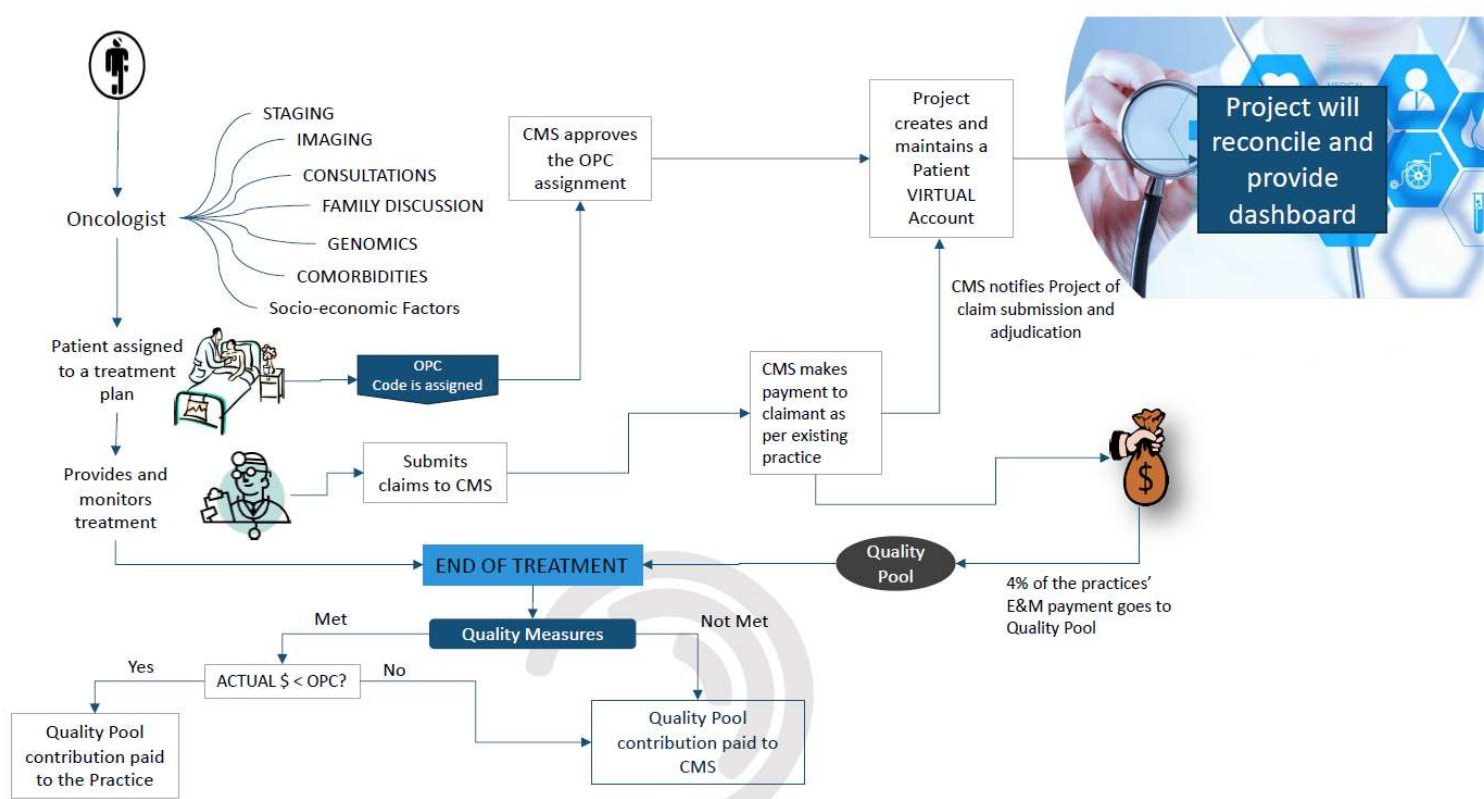 STAGING
IMAGING
CONSULTATIONS
FAMILY DISCUSSION
GENOMICS
COMORBIDITIES
Socio-economic Factors
Oncologist
CMS approves
the OPC
assignment
Project
creates and
maintains a
Patient
VIRTUAL
Account
MEDICAL
Project will
reconcile and
provide
dashboard
CMS notifies Project of
claim submission and
adjudication
Patient assigned
to a treatment
plan
OPC
Code is assigned
CMS makes
payment to
claimant as
per existing
practice
$
Provides and
monitors
treatment
Submits
claims to CMS
END OF TREATMENT
Quality
Pool
4% of the practices'
E&M payment goes to
Quality Pool
Met
Not Met
Quality Measures
Yes
ACTUAL $ < OPC?
No
Quality Pool
contribution paid
to the Practice
Quality Pool
contribution paid to
CMS